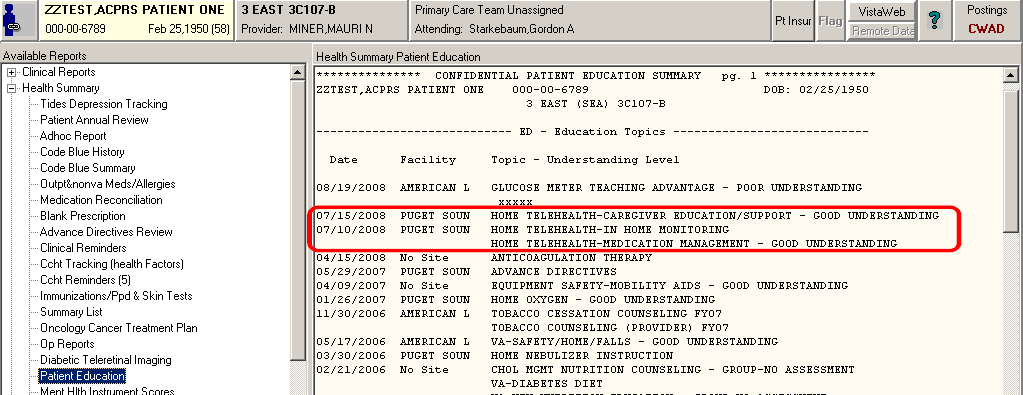 ZZTEST,ACPRS PATIENT ONE
000-00-6789 Feb 25,1950 (58)
3 EAST 3C107-B
Provider: MINER,MAURI N
Primary Care Team Unassigned
Attending: Starkebaum,Gordon A
Pt Insur
Flag
VistaWeb
Remote Data
?
Postings
CWAD
Available Reports
Clinical Reports
Health Summary
Tides Depression Tracking
Patient Annual Review
Adhoc Report
Code Blue History
Code Blue Summary
Outpt&nonva Meds/Allergies
Medication Reconciliation
Blank Prescription
Advance Directives Review
Clinical Reminders
Ccht Tracking (health Factors)
Ccht Reminders (5)
Immunizations/Ppd & Skin Tests
Summary List
Oncology Cancer Treatment Plan
Op Reports
Diabetic Teleretinal Imaging
Patient Education
Ment Hlth Instrument Scores
Health Summary Patient Education
*************** CONFIDENTIAL PATIENT EDUCATION SUMMARY pg. 1 ****************
ZZTEST,ACPRS PATIENT ONE 000-00-6789 DOB: 02/25/1950
3 EAST (SEA) 3C107-B
---------------------------- ED - Education Topics ----------------------------
Date Facility Topic - Understanding Level
08/19/2008 AMERICAN L GLUCOSE METER TEACHING ADVANTAGE - POOR UNDERSTANDING
xxxxx
07/15/2008 PUGET SOUN HOME TELEHEALTH-CAREGIVER EDUCATION/SUPPORT - GOOD UNDERSTANDING
07/10/2008 PUGET SOUN HOME TELEHEALTH-IN HOME MONITORING
HOME TELEHEALTH-MEDICATION MANAGEMENT - GOOD UNDERSTANDING
04/15/2008 No Site ANTICOAGULATION THERAPY
05/29/2007 PUGET SOUN ADVANCE DIRECTIVES
04/09/2007 No Site EQUIPMENT SAFETY-MOBILITY AIDS - GOOD UNDERSTANDING
01/26/2007 PUGET SOUN HOME OXYGEN - GOOD UNDERSTANDING
11/30/2006 AMERICAN L TOBACCO CESSATION COUNSELING FY07
TOBACCO COUNSELING (PROVIDER) FY07
05/17/2006 AMERICAN L VA-SAFETY/HOME/FALLS - GOOD UNDERSTANDING
03/30/2006 PUGET SOUN HOME NEBULIZER INSTRUCTION
02/21/2006 No Site CHOL MGMT NUTRITION COUNSELING - GROUP-NO ASSESSMENT
VA-DIABETES DIET